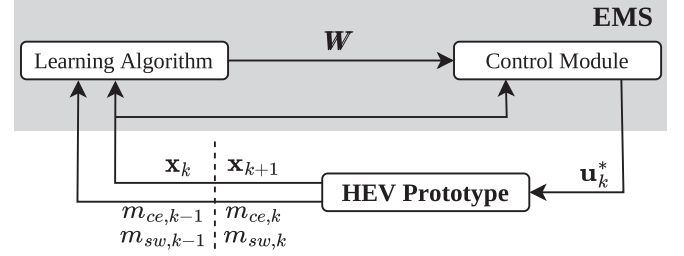 EMS
W
Learning Algorithm
Control Module
x_k
x_{k+1}
u_k^*
HEV Prototype
m_{ce,k−1}
m_{ce,k}
m_{sw,k−1}
m_{sw,k}